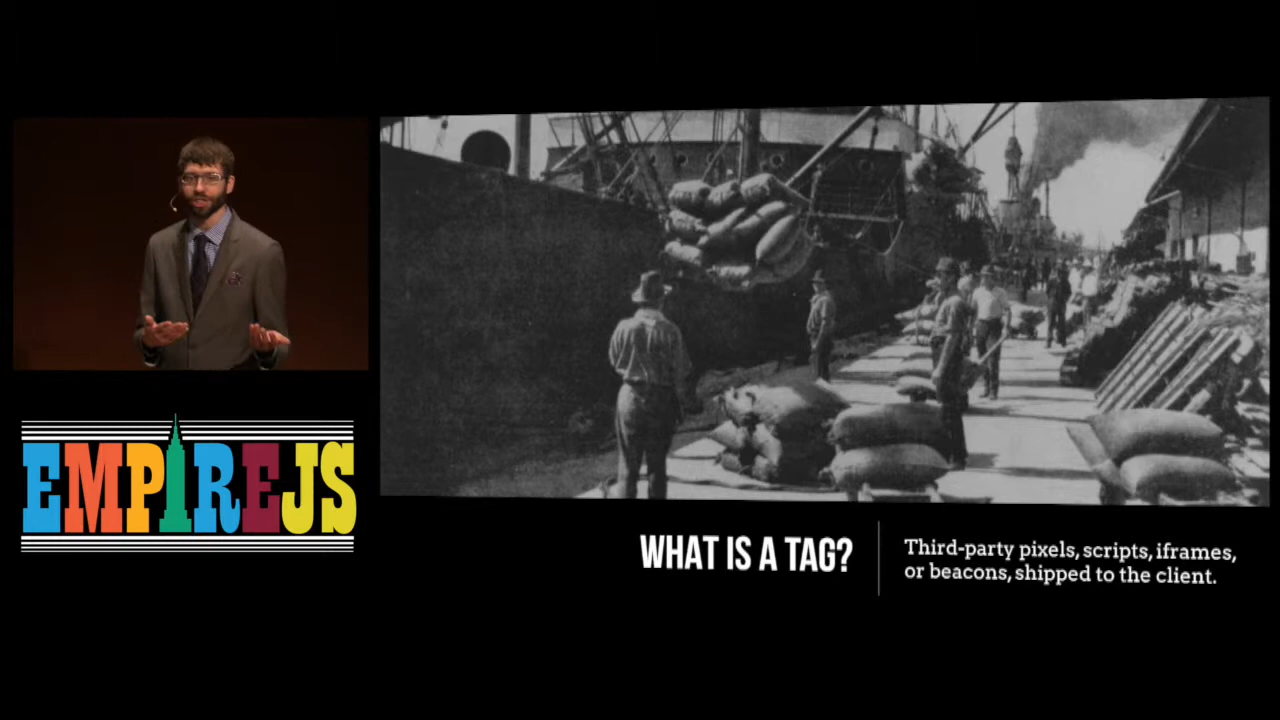 EMPIREJS
WHAT IS A TAG?
Third-party pixels, scripts, iframes,
or beacons, shipped to the client.